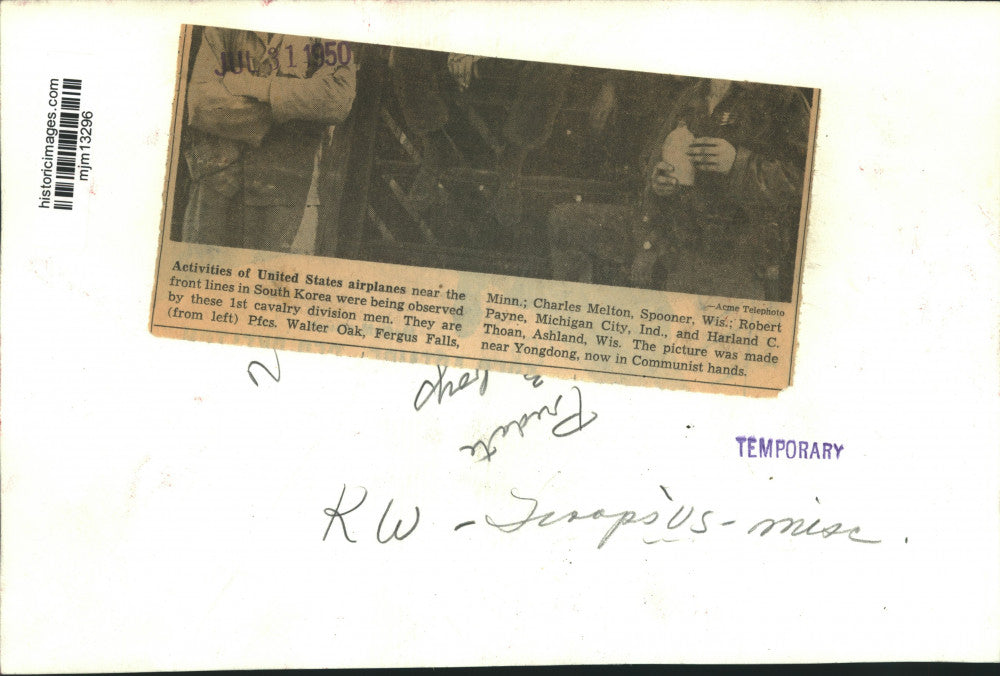 historicimages.com
mjm13296
JUL 31 1950
Activities of United States airplanes near the
front lines in South Korea were being observed
by these 1st cavalry division men. They are
(from left) Pfcs. Walter Oak, Fergus Falls,
—Acme Telephoto
Minn.; Charles Melton, Spooner, Wis.; Robert
Payne, Michigan City, Ind., and Harland C.
Thoan, Ashland, Wis. The picture was made
near Yongdong, now in Communist hands.
TEMPORARY
KW - Troops US - misc.